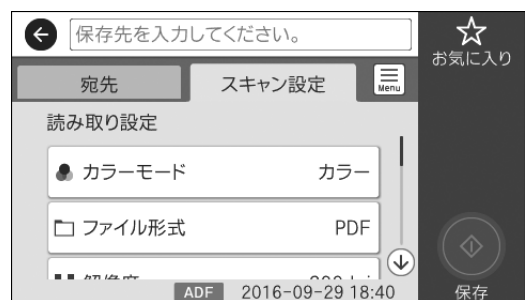 保存先を入力してください。
お気に入り
宛先
スキャン設定
Menu
読み取り設定
カラーモード カラー
ファイル形式 PDF
ADF 2016-09-29 18:40
保存